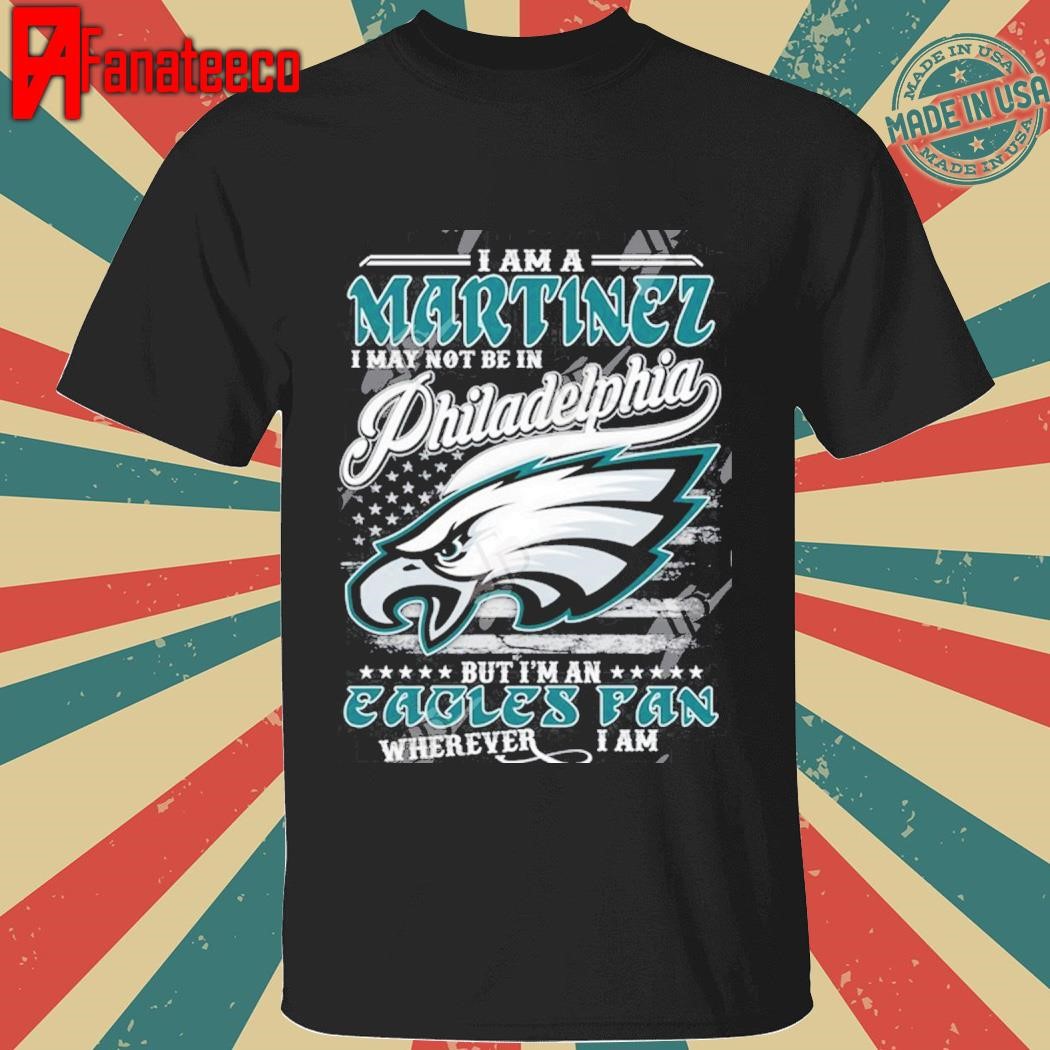 Fanateeco
MADE IN USA
MADE IN USA
MADE IN USA
I AM A
MARTINEZ
I MAY NOT BE IN
Philadelphia
BUT I'M AN
EAGLES FAN
WHEREVER I AM